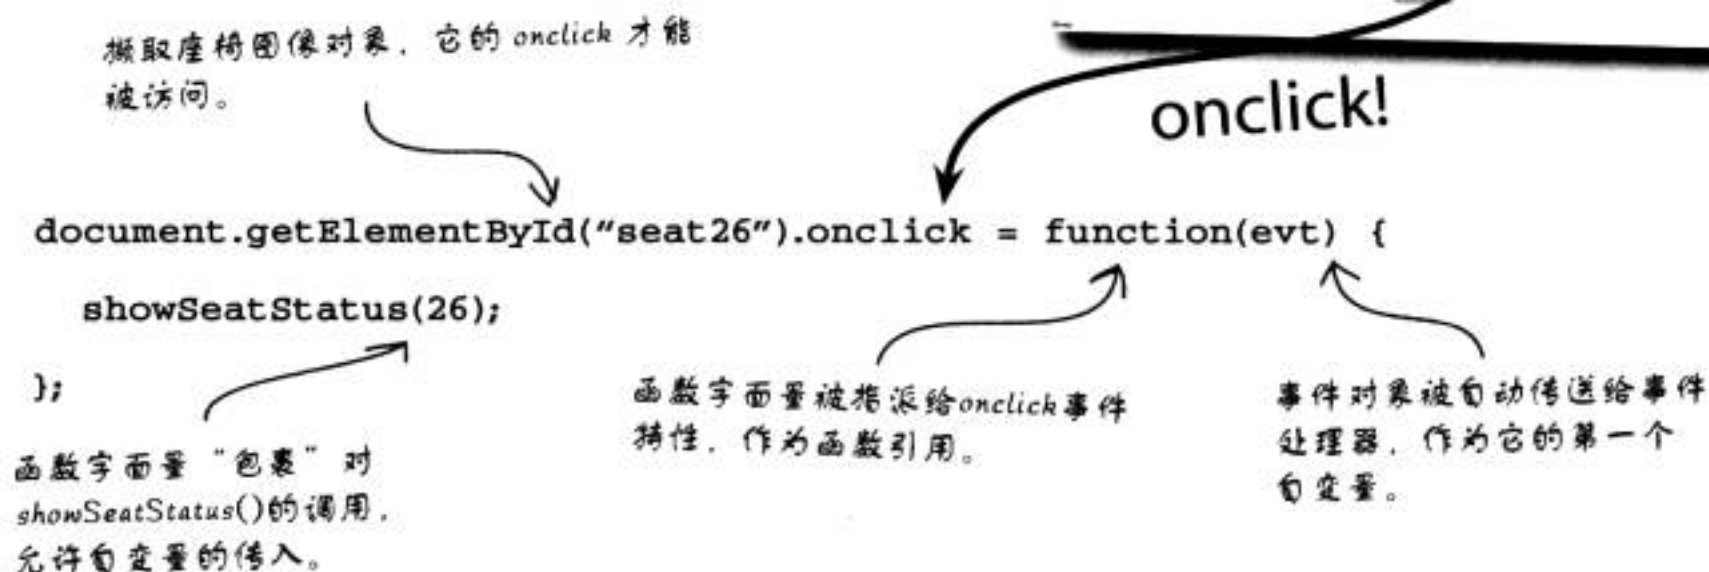 撷取座椅图像对象，它的 onclick 才能
被访问。
onclick!
document.getElementById("seat26").onclick = function(evt) {
showSeatStatus(26);
};
函数字面量“包裹”对
showSeatStatus()的调用，
允许自变量的传入。
函数字面量被指派给onclick事件
特性，作为函数引用。
事件对象被自动传送给事件
处理器，作为它的第一个
自变量。